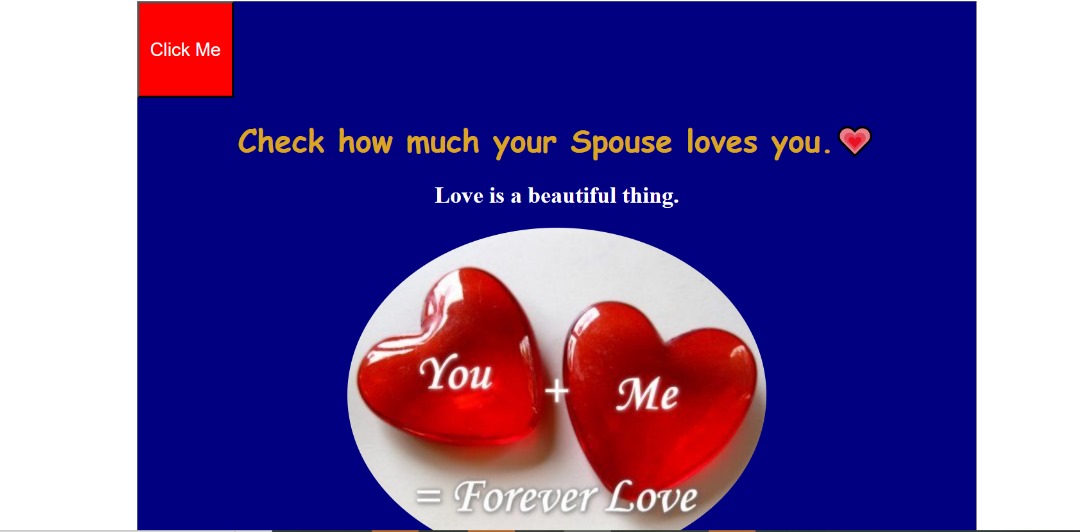 Click Me
Check how much your Spouse loves you.
Love is a beautiful thing.
You + Me
= Forever Love